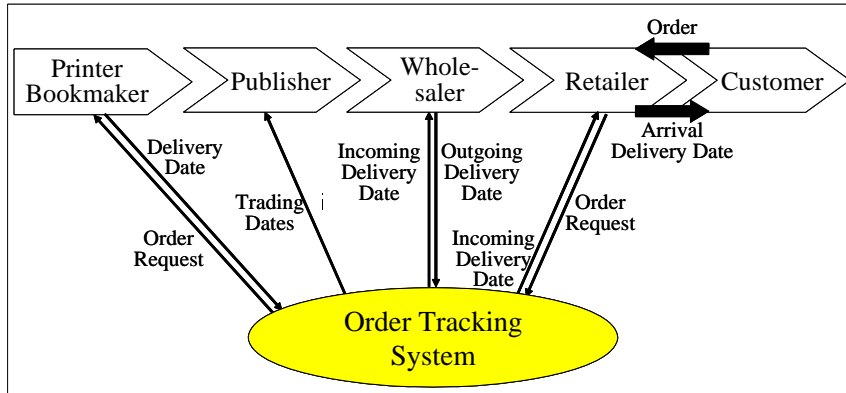 Order
Printer
Bookmaker
Publisher
Whole-
saler
Retailer
Customer
Arrival
Delivery Date
Delivery
Date
Incoming
Delivery
Date
Outgoing
Delivery
Date
Trading
Dates
Order
Request
Order
Request
Incoming
Delivery
Date
Order Tracking
System